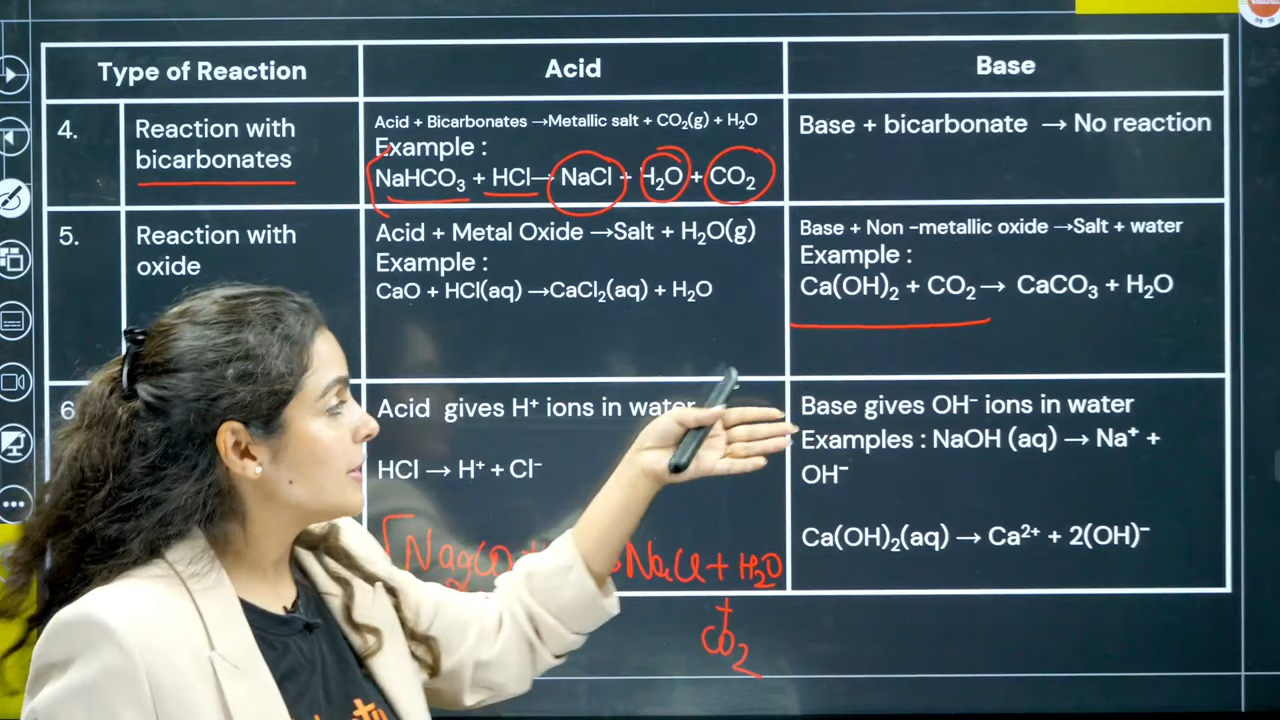 Type of Reaction
Acid
Base
4.
Reaction with
bicarbonates
Acid + Bicarbonates →Metallic salt + CO₂(g) + H₂O
Example :
NaHCO₃ + HCl→ NaCl + H₂O + CO₂
Base + bicarbonate → No reaction
5.
Reaction with
oxide
Acid + Metal Oxide →Salt + H₂O(g)
Example :
CaO + HCl(aq) →CaCl₂(aq) + H₂O
Base + Non -metallic oxide →Salt + water
Example :
Ca(OH)₂ + CO₂→ CaCO₃ + H₂O
6
Acid gives H⁺ ions in water
HCl → H⁺ + Cl⁻
NaCl + H₂O
+
CO₂
Base gives OH⁻ ions in water
Examples : NaOH (aq) → Na⁺ +
OH⁻
Ca(OH)₂(aq) → Ca²⁺ + 2(OH)⁻